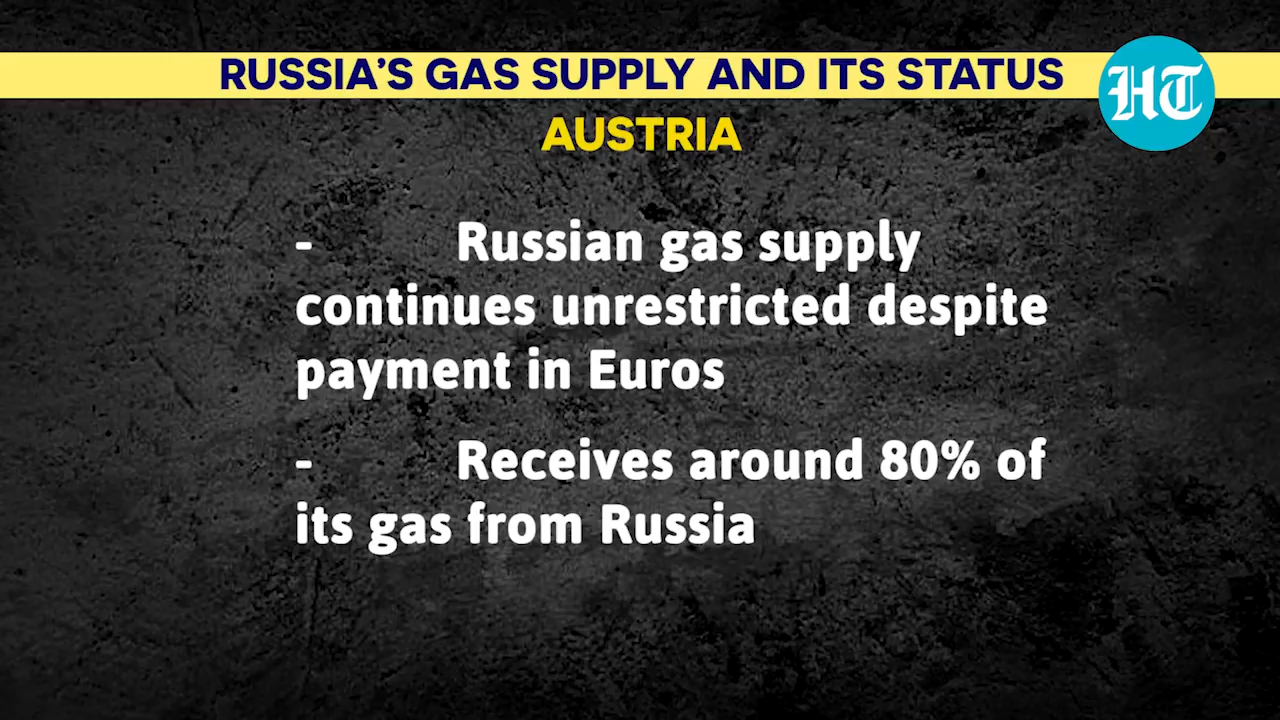 RUSSIA'S GAS SUPPLY AND ITS STATUS
HT
AUSTRIA
- Russian gas supply
continues unrestricted despite
payment in Euros
- Receives around 80% of
its gas from Russia